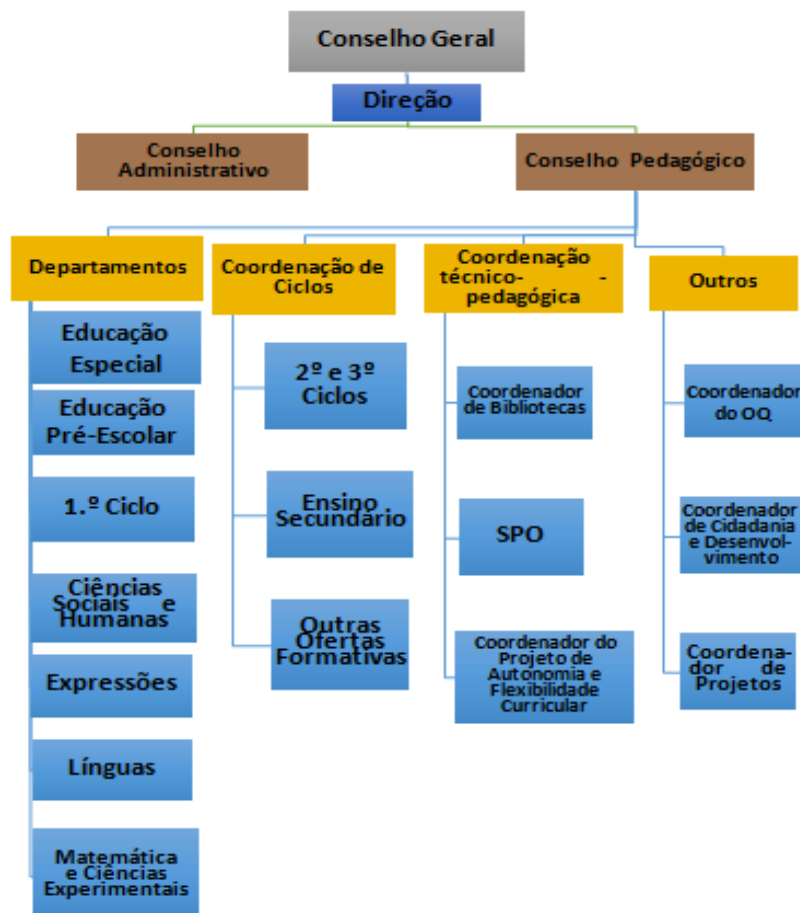 Conselho Geral
Direção
Conselho
Administrativo
Conselho Pedagógico
Departamentos
Educação
Especial
Educação
Pré-Escolar
1.º Ciclo
Ciências
Sociais e
Humanas
Expressões
Línguas
Matemática
e Ciências
Experimentais
Coordenação de
Ciclos
2º e 3º
Ciclos
Ensino
Secundário
Outras
Ofertas
Formativas
Coordenação
técnico- -
pedagógica
Coordenador
de Bibliotecas
SPO
Coordenador do
Projeto de
Autonomia e
Flexibilidade
Curricular
Outros
Coordenador
do OQ
Coordenador
de Cidadania
e Desenvol-
vimento
Coordena-
dor de
Projetos